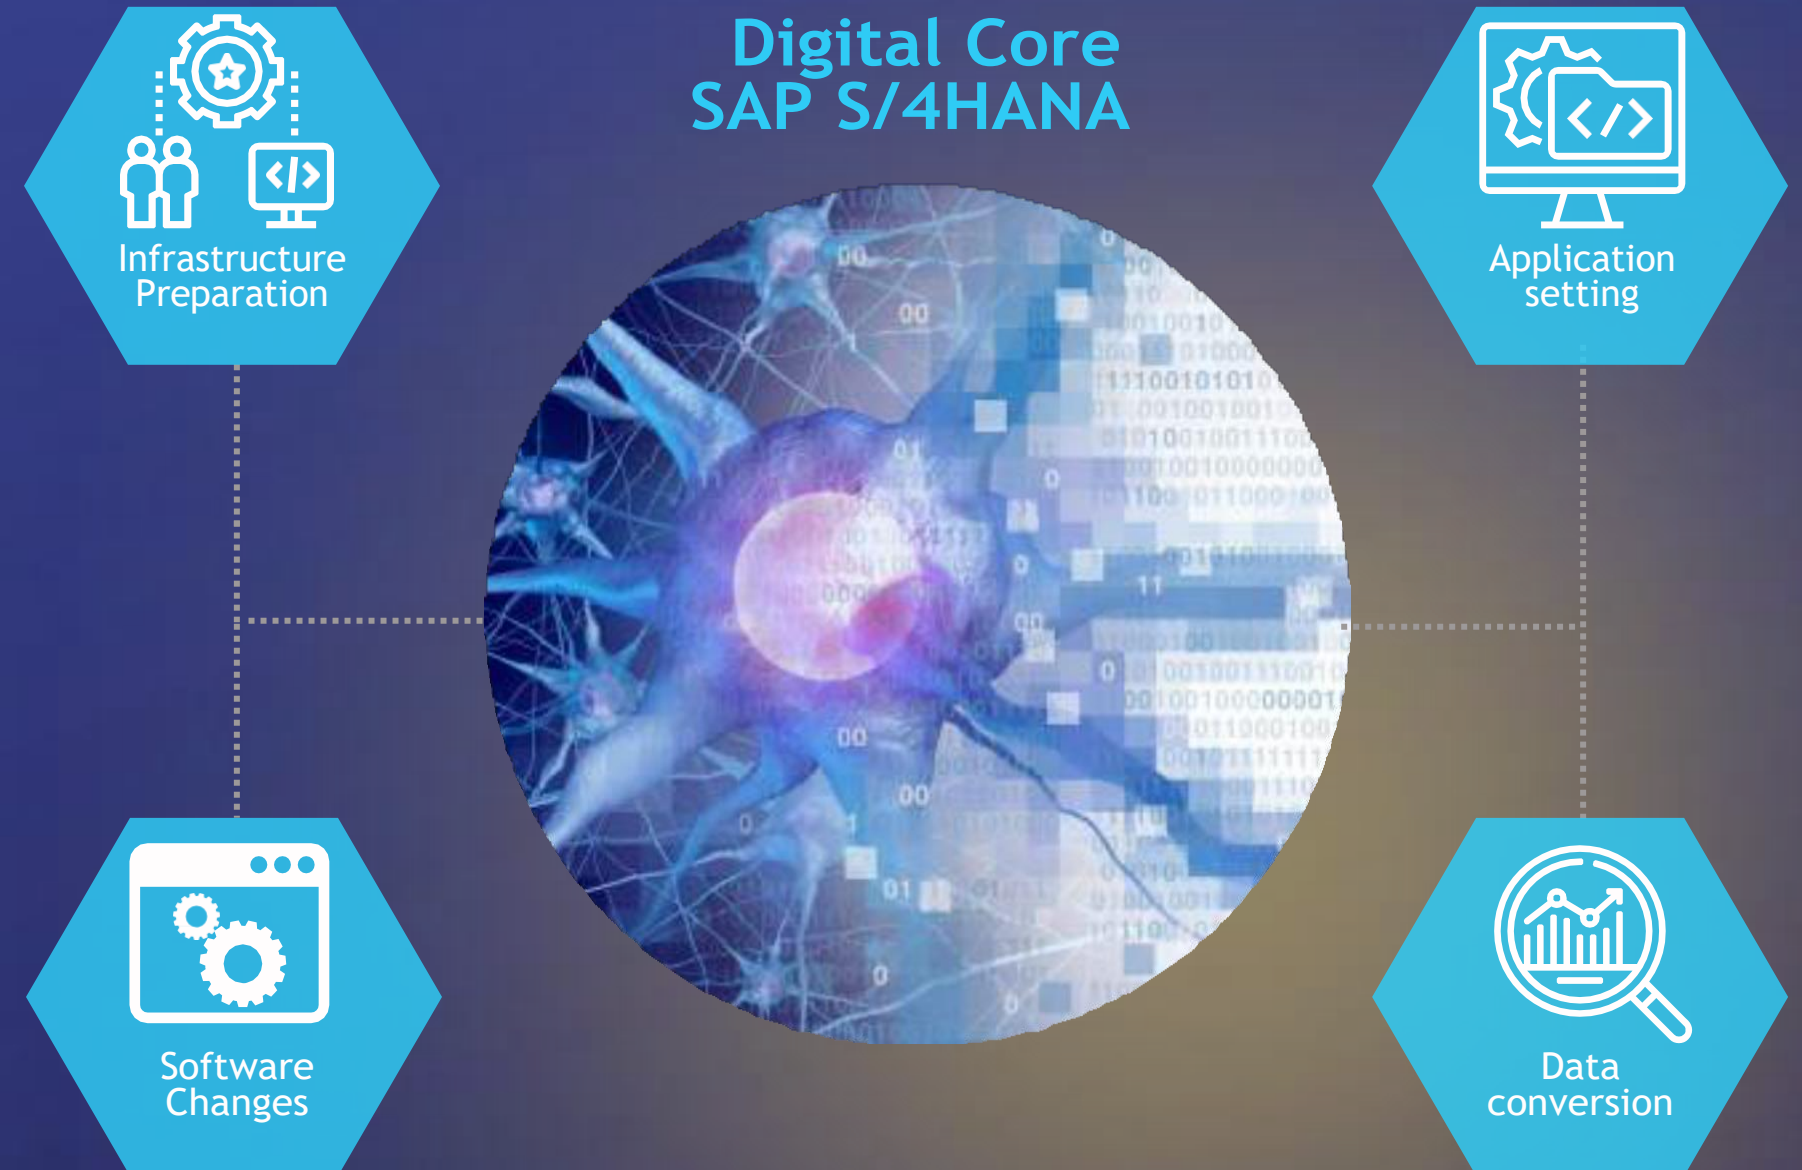 Digital Core
SAP S/4HANA
Infrastructure
Preparation
Application
setting
Software
Changes
Data
conversion